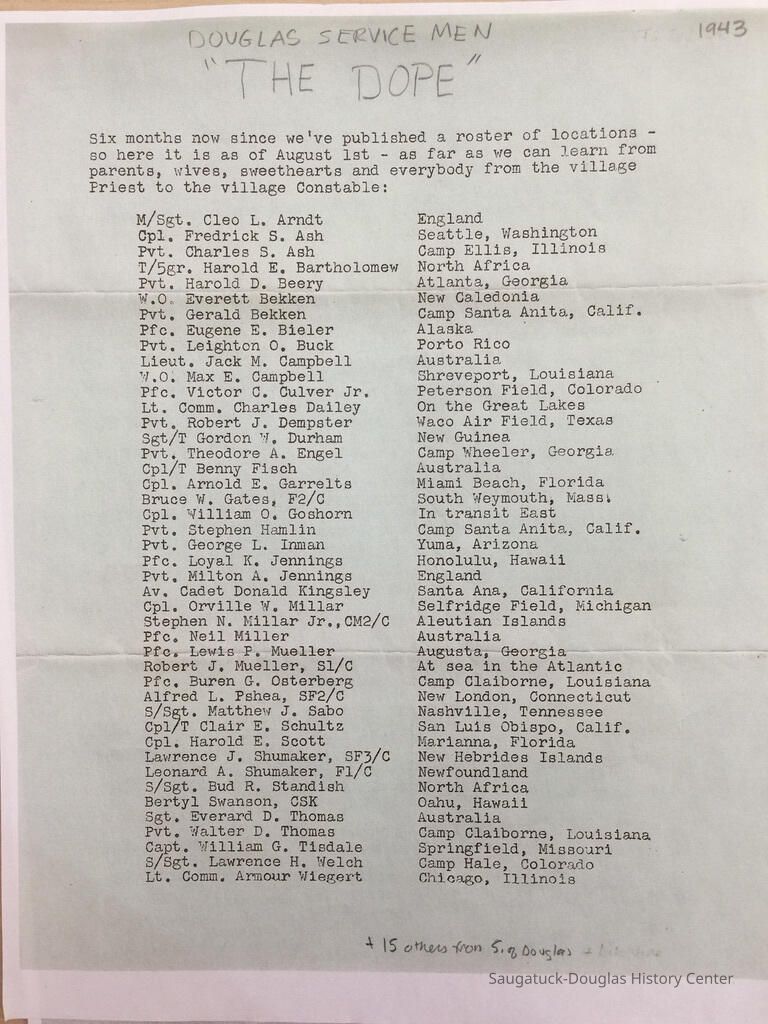 DOUGLAS SERVICE MEN 1943
"THE DOPE"
Six months now since we've published a roster of locations -
so here it is as of August 1st - as far as we can learn from
parents, wives, sweethearts and everybody from the village
Priest to the village Constable:
M/Sgt. Cleo L. Arndt England
Cpl. Fredrick S. Ash Seattle, Washington
Pvt. Charles S. Ash Camp Ellis, Illinois
T/5gr. Harold E. Bartholomew North Africa
Pvt. Harold D. Beery Atlanta, Georgia
W.O. Everett Bekken New Caledonia
Pvt. Gerald Bekken Camp Santa Anita, Calif.
Pfc. Eugene E. Bieler Alaska
Pvt. Leighton O. Buck Porto Rico
Lieut. Jack M. Campbell Australia
W.O. Max E. Campbell Shreveport, Louisiana
Pfc. Victor C. Culver Jr. Peterson Field, Colorado
Lt. Comm. Charles Dailey On the Great Lakes
Pvt. Robert J. Dempster Waco Air Field, Texas
Sgt/T Gordon W. Durham New Guinea
Pvt. Theodore A. Engel Camp Wheeler, Georgia
Cpl/T Benny Fisch Australia
Cpl. Arnold E. Garrelts Miami Beach, Florida
Bruce W. Gates, F2/C South Weymouth, Mass.
Cpl. William O. Goshorn In transit East
Pvt. Stephen Hamlin Camp Santa Anita, Calif.
Pvt. George L. Inman Yuma, Arizona
Pfc. Loyal K. Jennings Honolulu, Hawaii
Pvt. Milton A. Jennings England
Av. Cadet Donald Kingsley Santa Ana, California
Cpl. Orville W. Millar Selfridge Field, Michigan
Stephen N. Millar Jr.,CM2/C Aleutian Islands
Pfc. Neil Miller Australia
Pfc. Lewis P. Mueller Augusta, Georgia
Robert J. Mueller, S1/C At sea in the Atlantic
Pfc. Buren G. Osterberg Camp Claiborne, Louisiana
Alfred L. Pshea, SF2/C New London, Connecticut
S/Sgt. Matthew J. Sabo Nashville, Tennessee
Cpl/T Clair E. Schultz San Luis Obispo, Calif.
Cpl. Harold E. Scott Marianna, Florida
Lawrence J. Shumaker, SF3/C New Hebrides Islands
Leonard A. Shumaker, F1/C Newfoundland
S/Sgt. Bud R. Standish North Africa
Bertyl Swanson, CSK Oahu, Hawaii
Sgt. Everard D. Thomas Australia
Pvt. Walter D. Thomas Camp Claiborne, Louisiana
Capt. William G. Tisdale Springfield, Missouri
S/Sgt. Lawrence H. Welch Camp Hale, Colorado
Lt. Comm. Armour Wiegert Chicago, Illinois
+ 15 others from S. of Douglas
Saugatuck-Douglas History Center